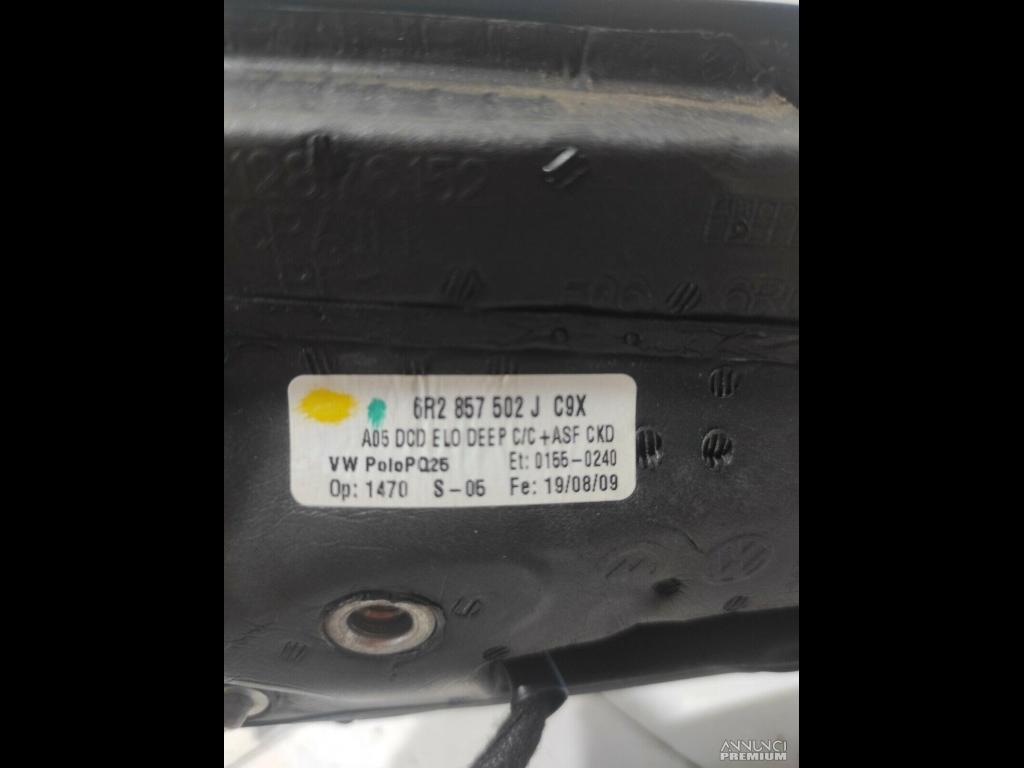 SPAIN
6R2 857 502 J C9X
A05 DCD ELO DEEP C/C+ASF CKD
VW PoloPQ25 Et: 0155-0240
Op: 1470 S-05 Fe: 19/08/09
ANNUNCI
PREMIUM